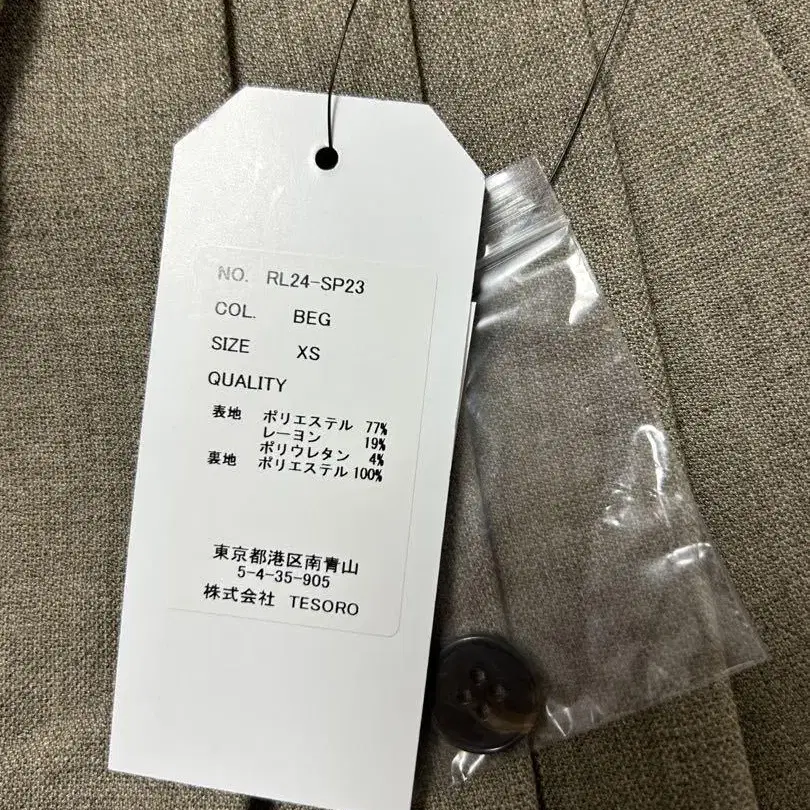 NO. RL24-SP23
COL. BEG
SIZE XS
QUALITY
表地 ポリエステル 77%
レーヨン 19%
ポリウレタン 4%
裏地 ポリエステル 100%
東京都港区南青山
5-4-35-905
株式会社 TESORO